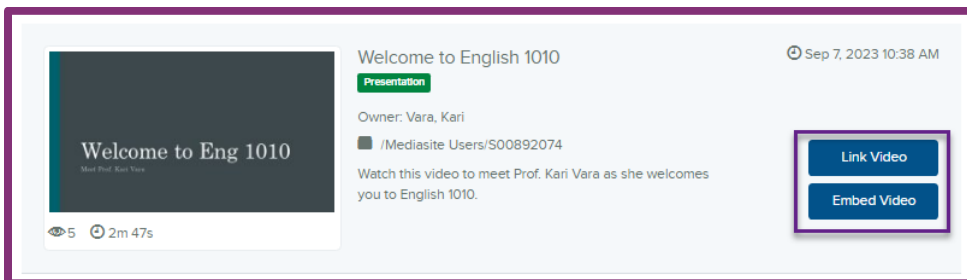 Welcome to English 1010
Sep 7, 2023 10:38 AM
Presentation
Owner: Vara, Kari
/Mediasite Users/S00892074
Watch this video to meet Prof. Kari Vara as she welcomes
you to English 1010.
Welcome to Eng 1010
Meet Prof. Kari Vara
5 2m 47s
Link Video
Embed Video